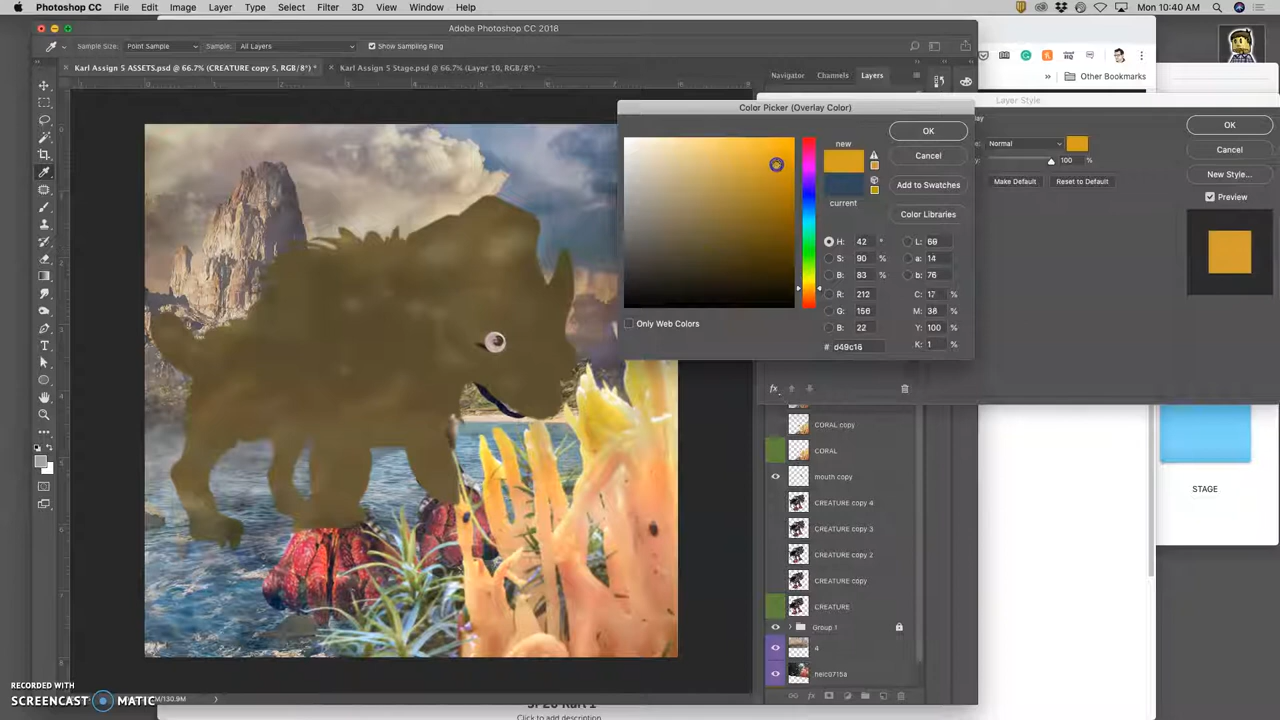 Photoshop CC File Edit Image Layer Type Select Filter 3D View Window Help Mon 10:40 AM
Adobe Photoshop CC 2018
Sample Size: Point Sample Sample: All Layers Show Sampling Ring
Karl Assign 5 ASSETS.psd @ 66.7% (CREATURE copy 5, RGB/8*) * Karl Assign 5 Stage.psd @ 66.7% (Layer 10, RGB/8*) *
Navigator Channels Layers
» Other Bookmarks
Color Picker (Overlay Color)
Layer Style
new
OK
Cancel
Add to Swatches
current
Color Libraries
H: 42 °
S: 90 %
B: 83 %
R: 212
G: 156
B: 22
# d49c16
a: 14
b: 76
C: 17 %
M: 36 %
Y: 100 %
K: 1 %
Only Web Colors
Normal
100 %
Make Default Reset to Default
OK
Cancel
New Style...
Preview
fx
CORAL copy
CORAL
mouth copy
CREATURE copy 4
CREATURE copy 3
CREATURE copy 2
CREATURE copy
CREATURE
Group 1
4
heic0715a
STAGE
RECORDED WITH
SCREENCAST MATIC
M/130.9M
Click to add description